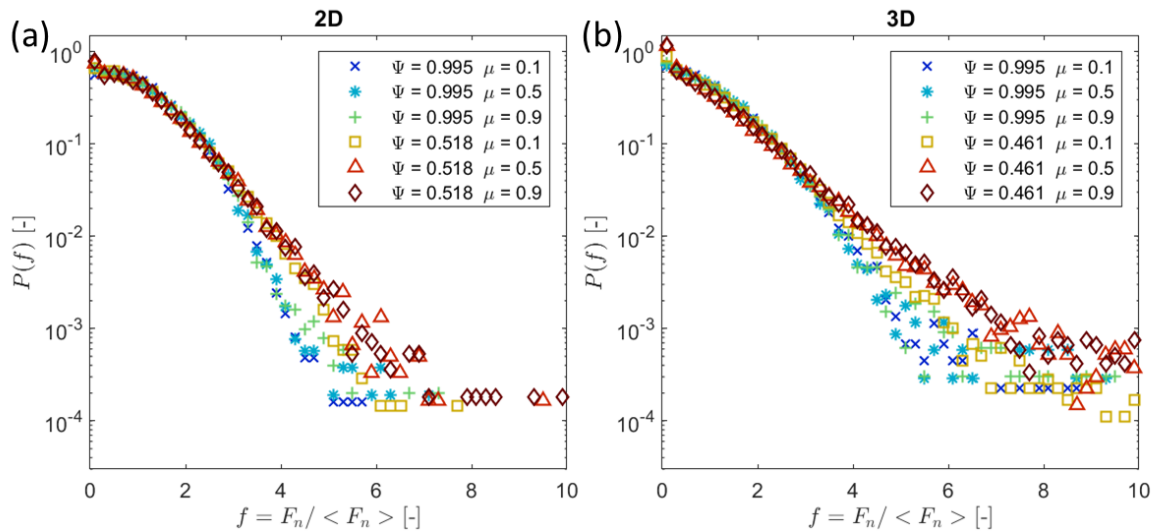 (a)
2D
P(f) [-]
10^0
10^-1
10^-2
10^-3
10^-4
Ψ = 0.995 μ = 0.1
Ψ = 0.995 μ = 0.5
Ψ = 0.995 μ = 0.9
Ψ = 0.518 μ = 0.1
Ψ = 0.518 μ = 0.5
Ψ = 0.518 μ = 0.9
0 2 4 6 8 10
f = F_n/ < F_n > [-]
(b)
3D
P(f) [-]
10^0
10^-1
10^-2
10^-3
10^-4
Ψ = 0.995 μ = 0.1
Ψ = 0.995 μ = 0.5
Ψ = 0.995 μ = 0.9
Ψ = 0.461 μ = 0.1
Ψ = 0.461 μ = 0.5
Ψ = 0.461 μ = 0.9
0 2 4 6 8 10
f = F_n/ < F_n > [-]